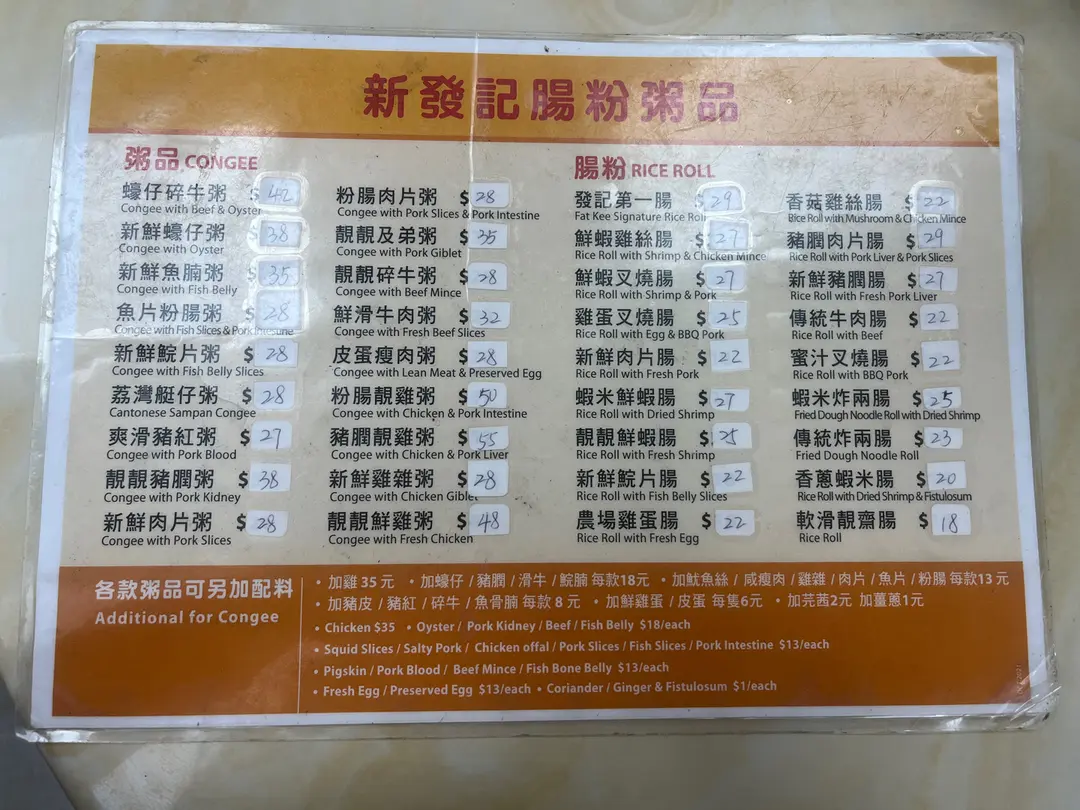 新發記腸粉粥品
粥品 CONGEE
蠔仔碎牛粥 $42
Congee with Beef & Oyster
新鮮蠔仔粥 $38
Congee with Oyster
新鮮魚腩粥 $35
Congee with Fish Belly
魚片粉腸粥 $28
Congee with Fish Slices & Pork Intestine
新鮮鯇片粥 $28
Congee with Fish Belly Slices
荔灣艇仔粥 $28
Cantonese Sampan Congee
爽滑豬紅粥 $27
Congee with Pork Blood
靚靚豬膶粥 $38
Congee with Pork Kidney
新鮮肉片粥 $28
Congee with Pork Slices
粉腸肉片粥 $28
Congee with Pork Slices & Pork Intestine
靚靚及弟粥 $35
Congee with Pork Giblet
靚靚碎牛粥 $28
Congee with Beef Mince
鮮滑牛肉粥 $32
Congee with Fresh Beef Slices
皮蛋瘦肉粥 $28
Congee with Lean Meat & Preserved Egg
粉腸靚雞粥 $50
Congee with Chicken & Pork Intestine
豬膶靚雞粥 $55
Congee with Chicken & Pork Liver
新鮮雞雜粥 $28
Congee with Chicken Giblet
靚靚鮮雞粥 $48
Congee with Fresh Chicken
腸粉 RICE ROLL
發記第一腸 $29
Fat Kee Signature Rice Roll
鮮蝦雞絲腸 $27
Rice Roll with Shrimp & Chicken Mince
鮮蝦叉燒腸 $27
Rice Roll with Shrimp & Pork
雞蛋叉燒腸 $25
Rice Roll with Egg & BBQ Pork
新鮮肉片腸 $22
Rice Roll with Fresh Pork
蝦米鮮蝦腸 $27
Rice Roll with Dried Shrimp
靚靚鮮蝦腸 $25
Rice Roll with Fresh Shrimp
新鮮鯇片腸 $22
Rice Roll with Fish Belly Slices
農場雞蛋腸 $22
Rice Roll with Fresh Egg
香菇雞絲腸 $22
Rice Roll with Mushroom & Chicken Mince
豬膶肉片腸 $29
Rice Roll with Pork Liver & Pork Slices
新鮮豬膶腸 $27
Rice Roll with Fresh Pork Liver
傳統牛肉腸 $22
Rice Roll with Beef
蜜汁叉燒腸 $22
Rice Roll with BBQ Pork
蝦米炸兩腸 $25
Fried Dough Noodle Roll with Dried Shrimp
傳統炸兩腸 $23
Fried Dough Noodle Roll
香蔥蝦米腸 $20
Rice Roll with Dried Shrimp & Fistulosum
軟滑靚齋腸 $18
Rice Roll
各款粥品可另加配料
Additional for Congee
• 加雞35元 • 加蠔仔/豬膶/滑牛/鯇腩 每款18元 • 加魷魚絲/咸瘦肉/雞雜/肉片/魚片/粉腸 每款13元
• 加豬皮/豬紅/碎牛/魚骨腩 每款8元 • 加鮮雞蛋/皮蛋 每隻6元 • 加芫茜2元 加薑蔥1元
• Chicken $35 • Oyster / Pork Kidney / Beef / Fish Belly $18/each
• Squid Slices / Salty Pork / Chicken offal / Pork Slices / Fish Slices / Pork Intestine $13/each
• Pigskin / Pork Blood / Beef Mince / Fish Bone Belly $13/each
• Fresh Egg / Preserved Egg $13/each • Coriander / Ginger & Fistulosum $1/each